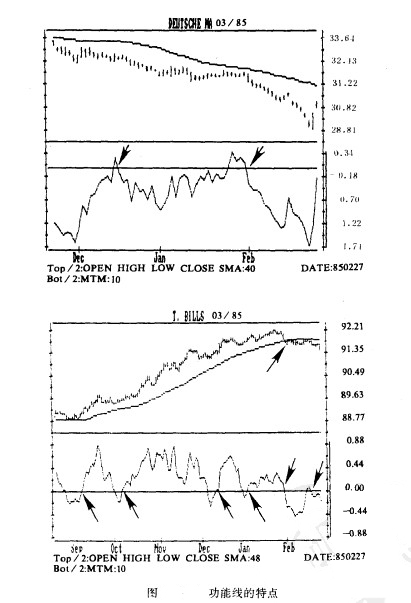 DEUTSCHE MA 03/85
33.64
32.43
31.22
30.82
28.81
0.34
-0.18
0.70
1.22
1.71
Dec Jan Feb
Top/2:OPEN HIGH LOW CLOSE SMA:40 DATE:850227
Bot/2:MTM:10
T. BILLS 03/85
92.21
91.35
90.49
89.63
88.77
0.88
0.44
0.00
-0.44
-0.88
Sep Oct Nov Dec Jan Feb
Top/2:OPEN HIGH LOW CLOSE SMA:48 DATE:850227
Bot/2:MTM:10
图 功能线的特点